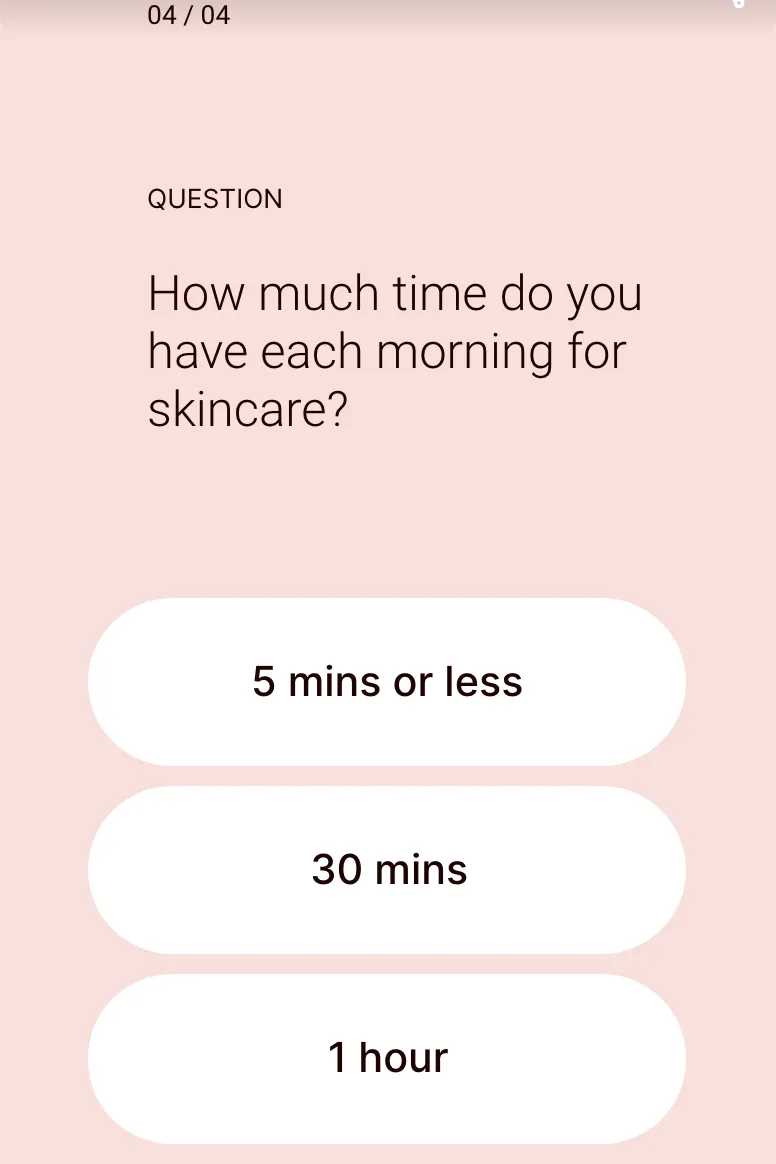 04 / 04
QUESTION
How much time do you
have each morning for
skincare?
5 mins or less
30 mins
1 hour